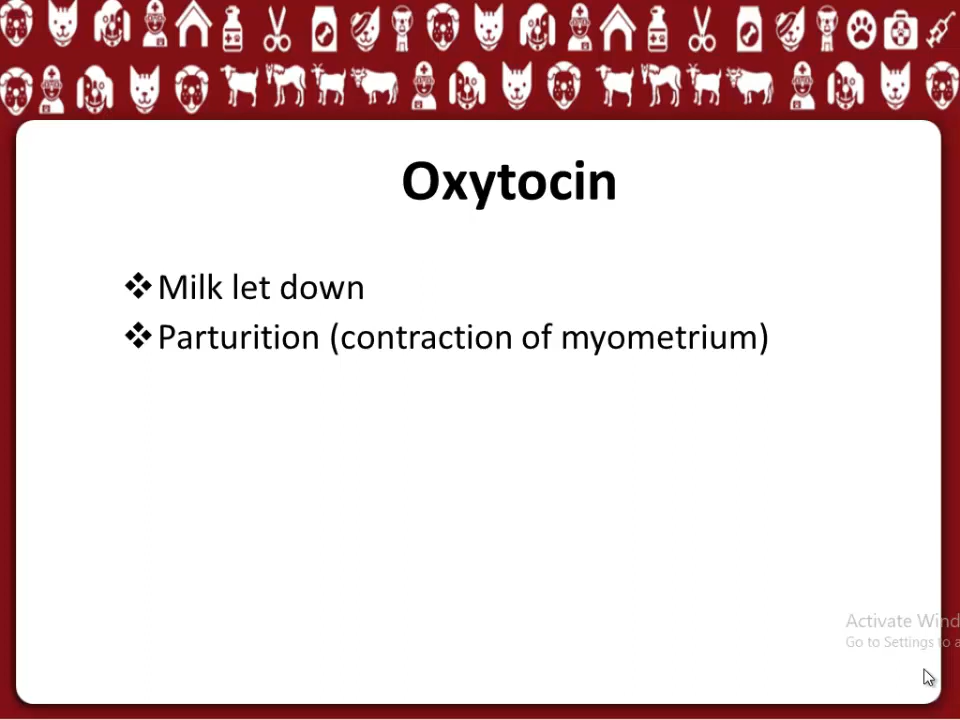 Oxytocin
❖Milk let down
❖Parturition (contraction of myometrium)
Activate Wind
Go to Settings to a